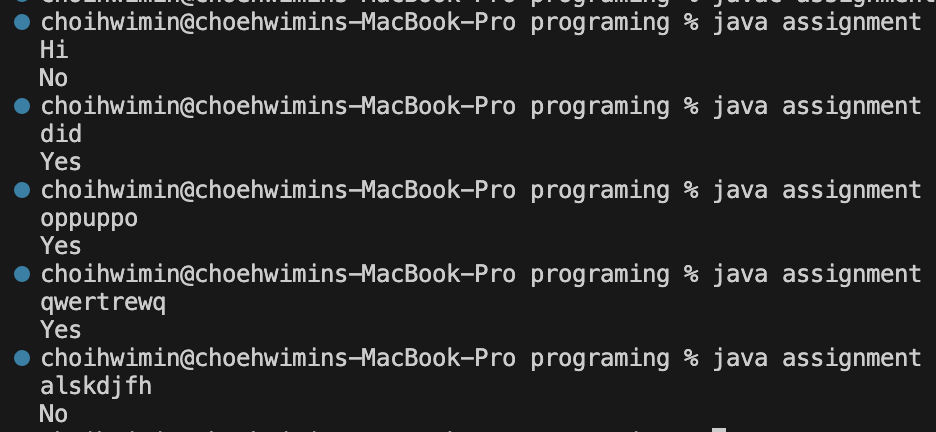 choihwimin@choehwimins-MacBook-Pro programing % java assignment
Hi
No
choihwimin@choehwimins-MacBook-Pro programing % java assignment
did
Yes
choihwimin@choehwimins-MacBook-Pro programing % java assignment
oppuppo
Yes
choihwimin@choehwimins-MacBook-Pro programing % java assignment
qwertrewq
Yes
choihwimin@choehwimins-MacBook-Pro programing % java assignment
alskdjfh
No